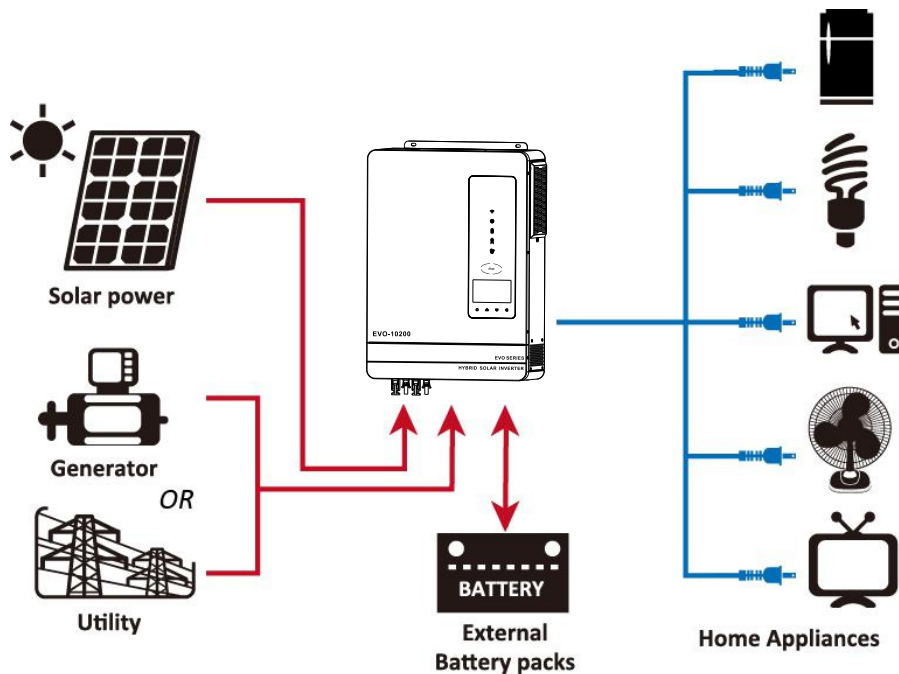 Solar power
EVO-10200
EVO SERIES
HYBRID SOLAR INVERTER
Generator
OR
Utility
BATTERY
External
Battery packs
Home Appliances